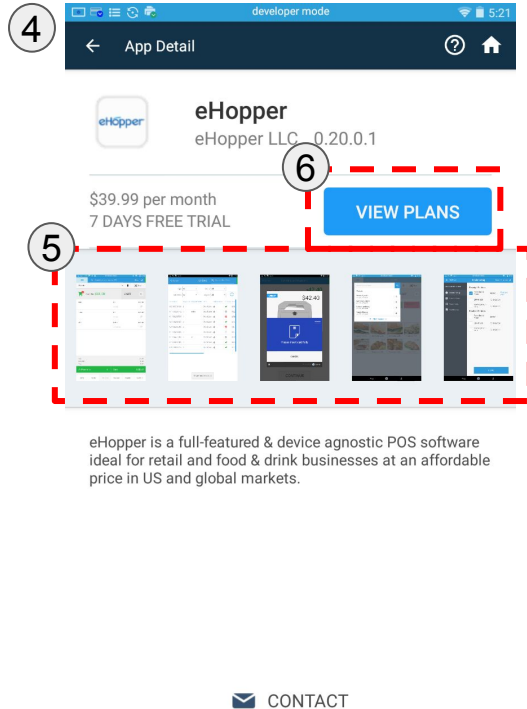 4
developer mode
5:21
App Detail
eHopper
eHopper
eHopper LLC 0.20.0.1
6
$39.99 per month
7 DAYS FREE TRIAL
VIEW PLANS
5
$42.40
eHopper is a full-featured & device agnostic POS software
ideal for retail and food & drink businesses at an affordable
price in US and global markets.
CONTACT